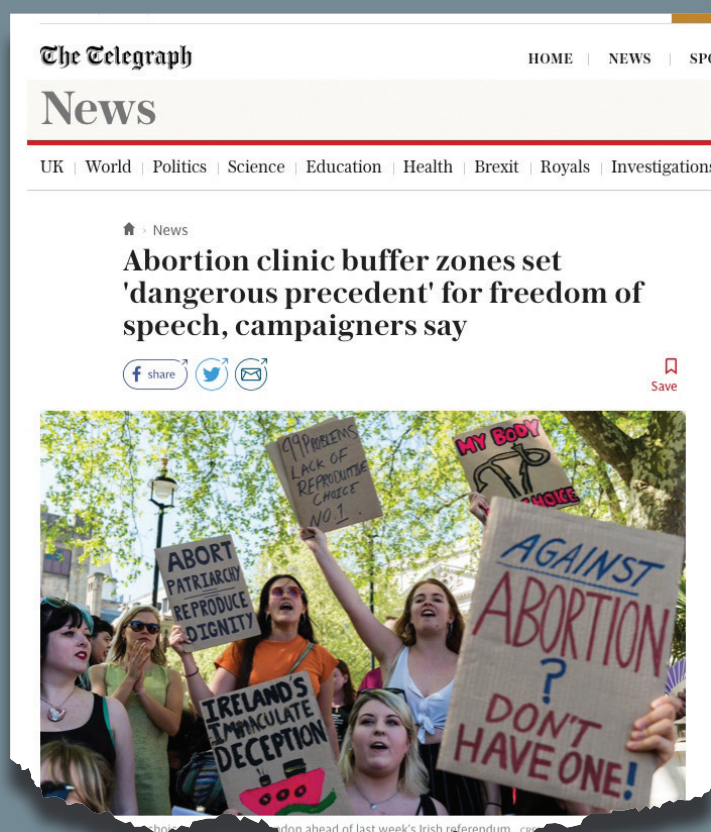 The Telegraph
HOME | NEWS | SPO
News
UK | World | Politics | Science | Education | Health | Brexit | Royals | Investigations
News
Abortion clinic buffer zones set
'dangerous precedent' for freedom of
speech, campaigners say
share
Save
99 PROBLEMS
LACK OF
REPRODUCTIVE
CHOICE
NO.1.
MY BODY
CHOICE
ABORT
PATRIARCHY
REPRODUCE
DIGNITY
AGAINST
ABORTION
?
DON'T
HAVE ONE!
IRELAND'S
IMMACULATE
DECEPTION
ahead of last week's Irish referendum